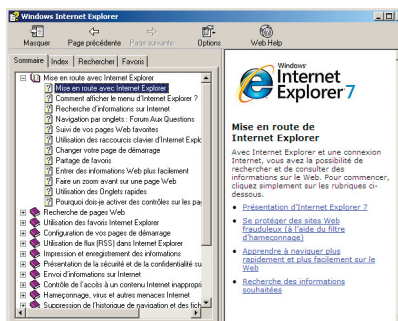 Windows Internet Explorer
Masquer
Page précédente
Page suivante
Options
Web Help
Sommaire
Index
Rechercher
Favoris
Mise en route avec Internet Explorer
Mise en route avec Internet Explorer
Comment afficher le menu d'Internet Explorer ?
Recherche d'informations sur Internet
Navigation par onglets : Forum Aux Questions
Suivi de vos pages Web favorites
Utilisation des raccourcis clavier d'Internet Explc
Changer votre page de démarrage
Partage de favoris
Entrer des informations Web plus facilement
Faire un zoom avant sur une page Web
Utilisation des Onglets rapides
Pourquoi dois-je activer des contrôles sur les pa
Recherche de pages Web
Utilisation des favoris Internet Explorer
Configuration de vos pages de démarrage
Utilisation de flux (RSS) dans Internet Explorer
Impression et enregistrement des informations
Présentation de la sécurité et de la confidentialité su
Envoi d'informations sur Internet
Contrôle de l'accès à un contenu Internet inappropri
Hameçonnage, virus et autres menaces Internet
Suppression de l'historique de navigation et des fich
Windows
Internet
Explorer 7
Mise en route de
Internet Explorer
Avec Internet Explorer et une connexion
Internet, vous avez la possibilité de
rechercher et de consulter des
informations sur le Web. Pour commencer,
cliquez simplement sur les rubriques ci-
dessous.
Présentation d'Internet Explorer 7
Se protéger des sites Web
frauduleux (à l'aide du filtre
d'hameçonnage)
Apprendre à naviguer plus
rapidement et plus facilement sur le
Web
Recherche des informations
souhaitées